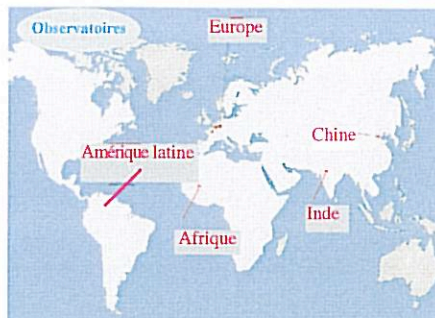 Observatoires
Europe
Chine
Amérique latine
Inde
Afrique